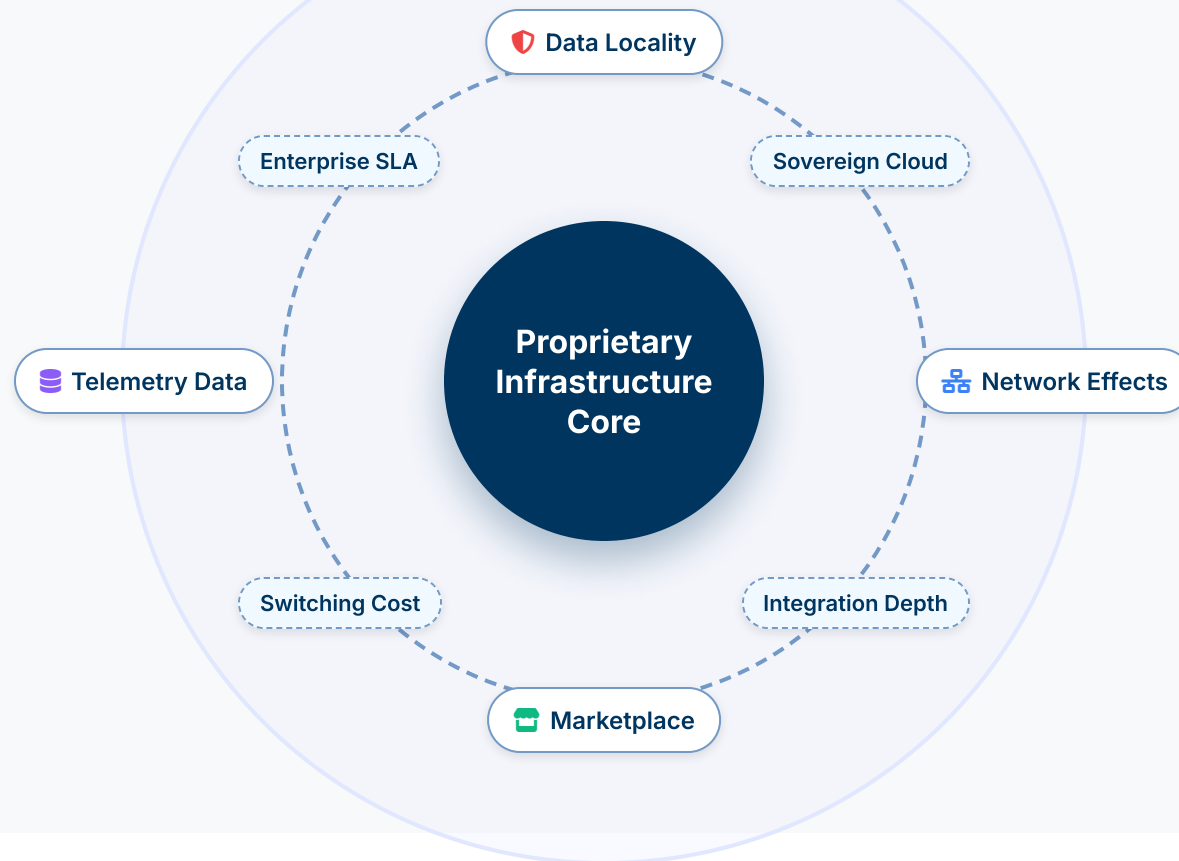 Data Locality
Enterprise SLA
Sovereign Cloud
Proprietary
Infrastructure
Core
Telemetry Data
Network Effects
Switching Cost
Integration Depth
Marketplace